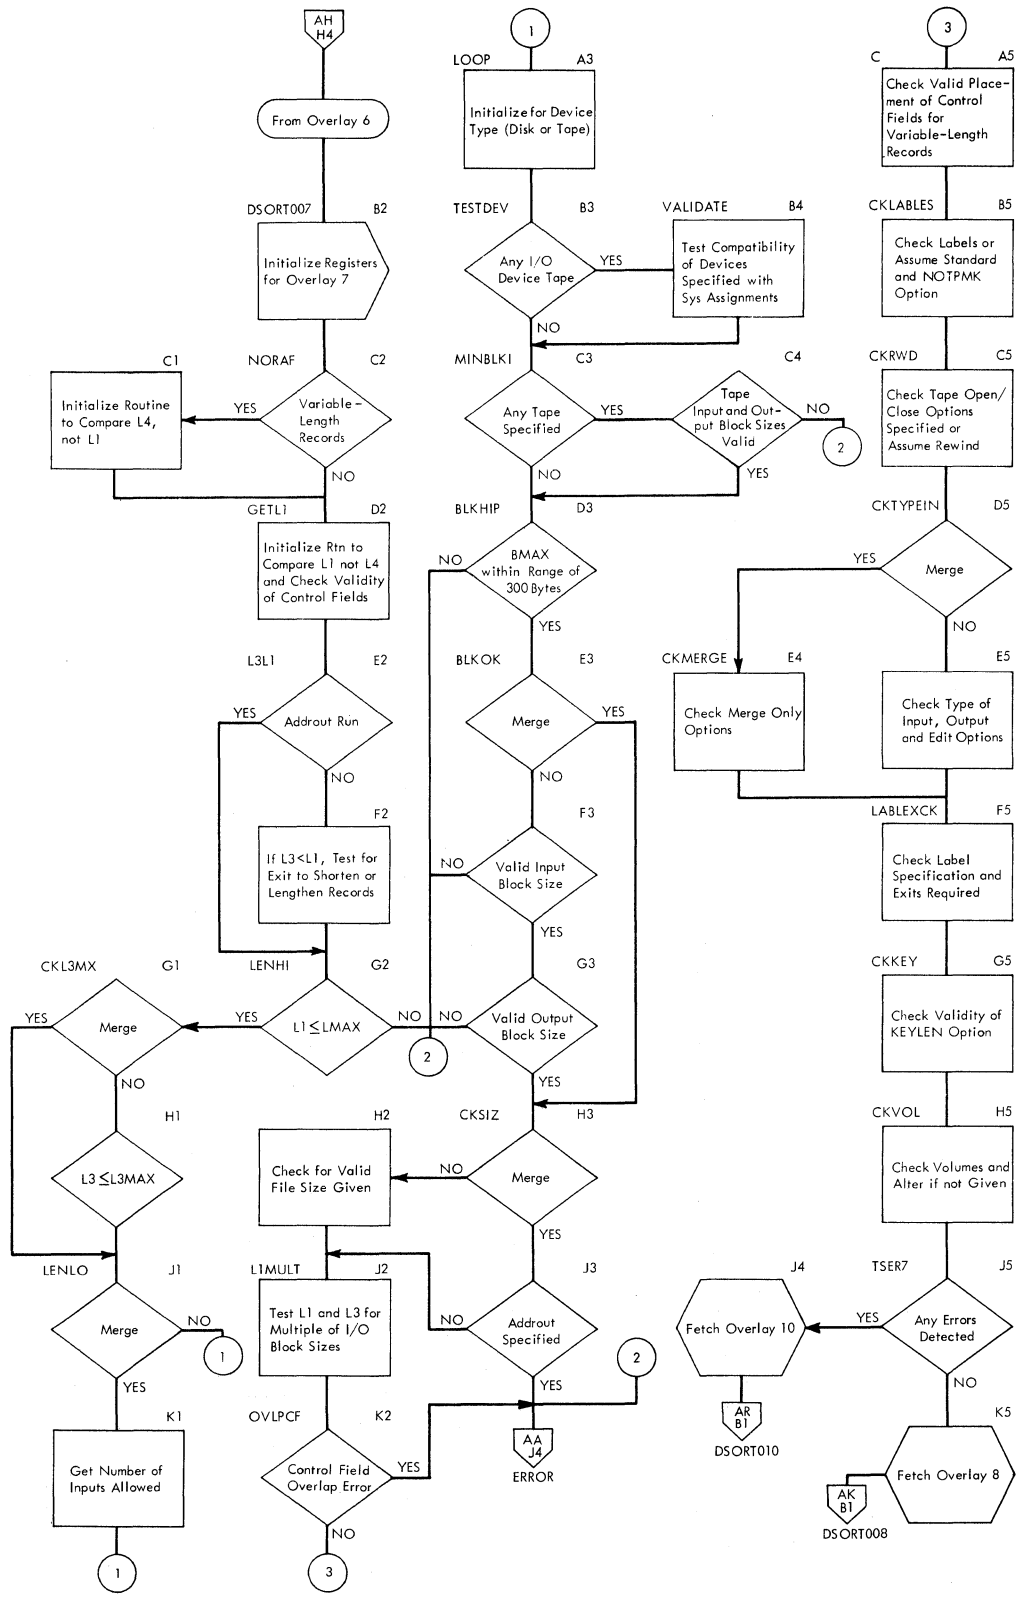 AH
H4
From Overlay 6
DSORT007
B2
Initialize Registers
for Overlay 7
C1
Initialize Routine
to Compare L4,
not L1
YES
NORAF
C2
Variable-
Length
Records
NO
GETL1
D2
Initialize Rtn to
Compare L1 not L4
and Check Validity
of Control Fields
L3L1
E2
YES
Addrout Run
NO
F2
If L3<L1, Test for
Exit to Shorten or
Lengthen Records
LENHI
G2
YES
L1≤LMAX
NO
CKL3MX
G1
YES
Merge
NO
H1
L3≤L3MAX
LENLO
J1
Merge
NO
1
YES
K1
Get Number of
Inputs Allowed
1
H2
Check for Valid
File Size Given
L1MULT
J2
Test L1 and L3 for
Multiple of I/O
Block Sizes
OVLPCF
K2
Control Field
Overlap Error
YES
NO
3
1
LOOP
A3
Initialize for Device
Type (Disk or Tape)
TESTDEV
B3
Any I/O
Device Tape
YES
NO
VALIDATE
B4
Test Compatibility
of Devices
Specified with
Sys Assignments
MINBLKI
C3
Any Tape
Specified
YES
NO
C4
Tape
Input and Out-
put Block Sizes
Valid
NO
2
YES
BLKHIP
D3
NO
BMAX
within Range of
300 Bytes
YES
BLKOK
E3
Merge
YES
NO
F3
NO
Valid Input
Block Size
YES
G3
NO
Valid Output
Block Size
2
YES
CKSIZ
H3
NO
Merge
YES
J3
NO
Addrout
Specified
YES
2
AA
J4
ERROR
3
C
A5
Check Valid Place-
ment of Control
Fields for
Variable-Length
Records
CKLABLES
B5
Check Labels or
Assume Standard
and NOTPMK
Option
CKRWD
C5
Check Tape Open/
Close Options
Specified or
Assume Rewind
CKTYPEIN
D5
YES
Merge
NO
CKMERGE
E4
Check Merge Only
Options
E5
Check Type of
Input, Output
and Edit Options
LABLEXCK
F5
Check Label
Specification and
Exits Required
CKKEY
G5
Check Validity of
KEYLEN Option
CKVOL
H5
Check Volumes and
Alter if not Given
TSER7
J5
Any Errors
Detected
YES
NO
J4
Fetch Overlay 10
AR
B1
DSORT010
K5
Fetch Overlay 8
AK
B1
DSORT008